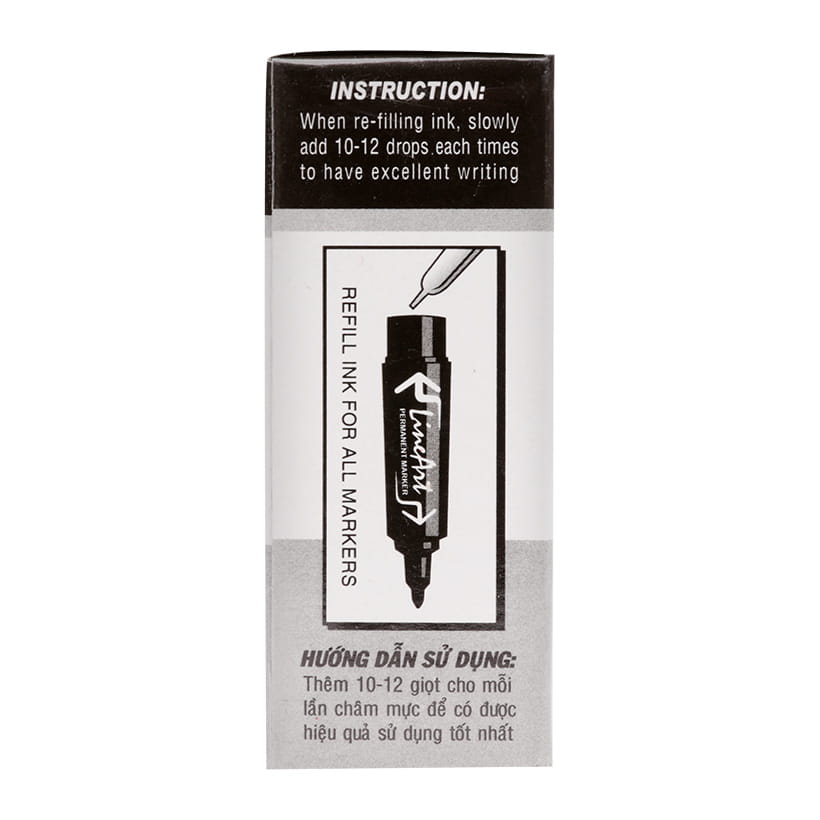 INSTRUCTION:
When re-filling ink, slowly
add 10-12 drops.each times
to have excellent writing
REFILL INK FOR ALL MARKERS
LineArt
PERMANENT MARKER
HƯỚNG DẪN SỬ DỤNG:
Thêm 10-12 giọt cho mỗi
lần châm mực để có được
hiệu quả sử dụng tốt nhất